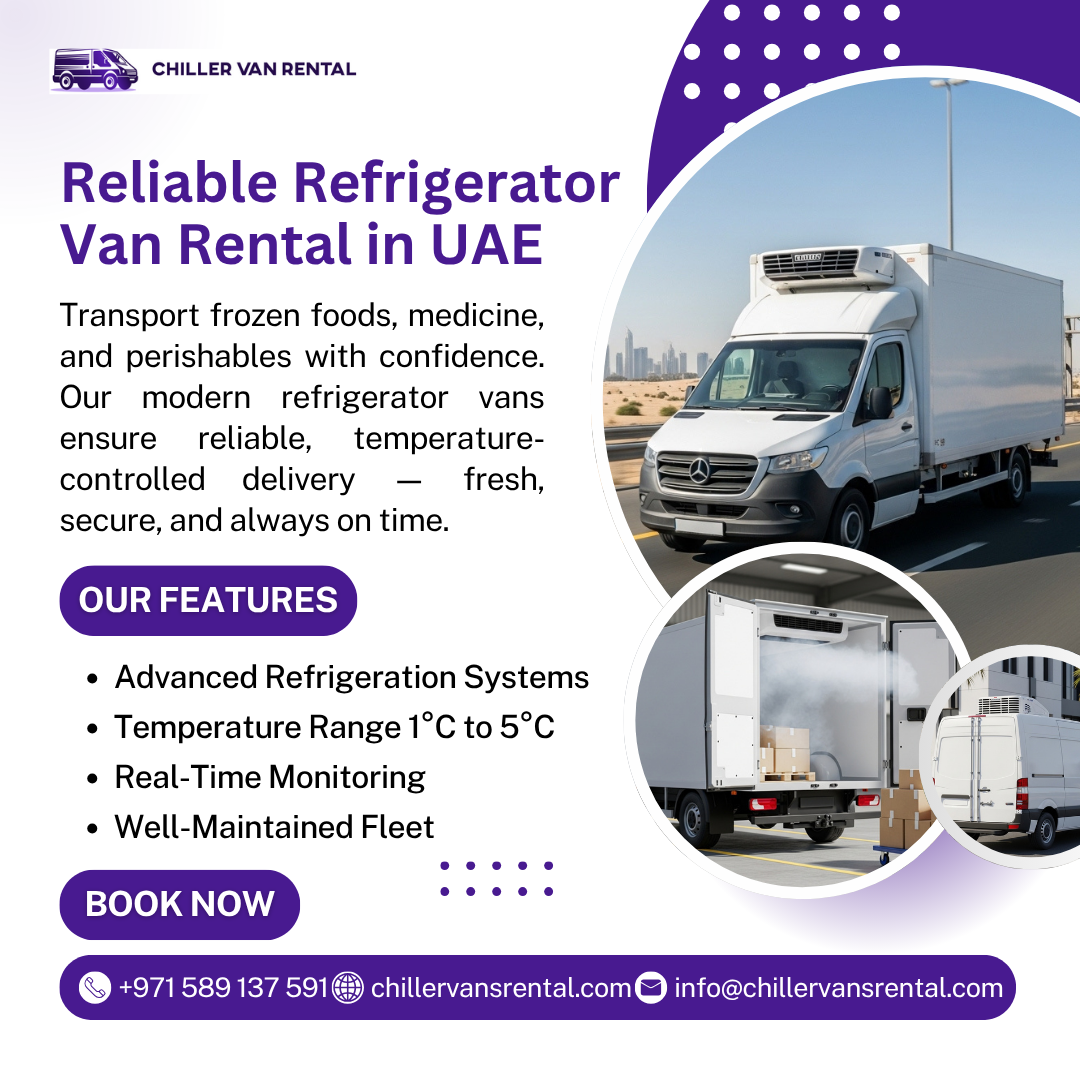 CHILLER VAN RENTAL
Reliable Refrigerator
Van Rental in UAE
Transport frozen foods, medicine,
and perishables with confidence.
Our modern refrigerator vans
ensure reliable, temperature-
controlled delivery — fresh,
secure, and always on time.
OUR FEATURES
• Advanced Refrigeration Systems
• Temperature Range 1°C to 5°C
• Real-Time Monitoring
• Well-Maintained Fleet
BOOK NOW
+971 589 137 591 chillervansrental.com info@chillervansrental.com